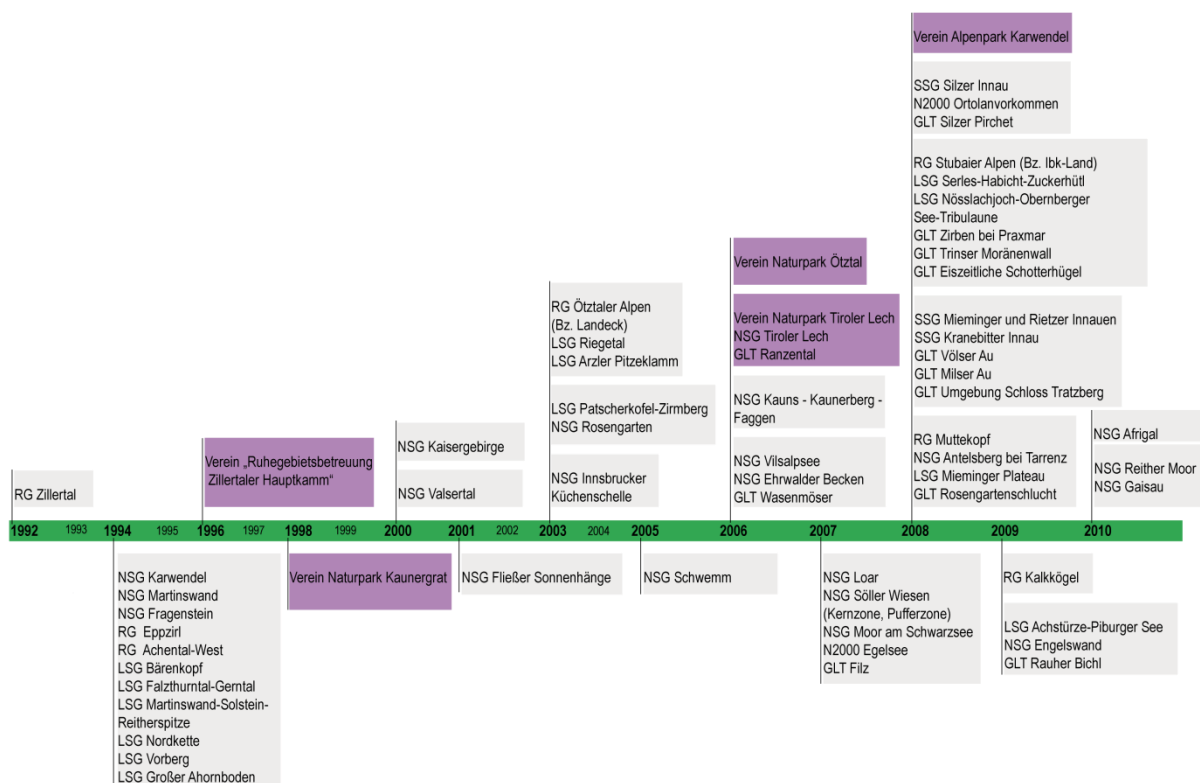 Verein Alpenpark Karwendel
SSG Silzer Innau
N2000 Ortolanvorkommen
GLT Silzer Pirchet
RG Stubaier Alpen (Bz. Ibk-Land)
LSG Serles-Habicht-Zuckerhütl
LSG Nösslachjoch-Obernberger
See-Tribulaune
GLT Zirben bei Praxmar
GLT Trinser Moränenwall
GLT Eiszeitliche Schotterhügel
SSG Mieminger und Rietzer Innauen
SSG Kranebitter Innau
GLT Völser Au
GLT Milser Au
GLT Umgebung Schloss Tratzberg
RG Muttekopf
NSG Antelsberg bei Tarrenz
LSG Mieminger Plateau
GLT Rosengartenschlucht
Verein Naturpark Ötztal
Verein Naturpark Tiroler Lech
NSG Tiroler Lech
GLT Ranzental
NSG Kauns - Kaunerberg -
Faggen
NSG Vilsalpsee
NSG Ehrwalder Becken
GLT Wasenmöser
RG Ötztaler Alpen
(Bz. Landeck)
LSG Riegetal
LSG Arzler Pitzeklamm
LSG Patscherkofel-Zirmberg
NSG Rosengarten
NSG Innsbrucker
Küchenschelle
NSG Kaisergebirge
NSG Valsertal
Verein „Ruhegebietsbetreuung
Zillertaler Hauptkamm“
RG Zillertal
NSG Afrigal
NSG Reither Moor
NSG Gaisau
1992 1993 1994 1995 1996 1997 1998 1999 2000 2001 2002 2003 2004 2005 2006 2007 2008 2009 2010
NSG Karwendel
NSG Martinswand
NSG Fragenstein
RG Eppzirl
RG Achental-West
LSG Bärenkopf
LSG Falzthurntal-Gerntal
LSG Martinswand-Solstein-
Reitherspitze
LSG Nordkette
LSG Vorberg
LSG Großer Ahornboden
Verein Naturpark Kaunergrat
NSG Fließer Sonnenhänge
NSG Schwemm
NSG Loar
NSG Söller Wiesen
(Kernzone, Pufferzone)
NSG Moor am Schwarzsee
N2000 Egelsee
GLT Filz
RG Kalkkögel
LSG Achstürze-Piburger See
NSG Engelswand
GLT Rauher Bichl